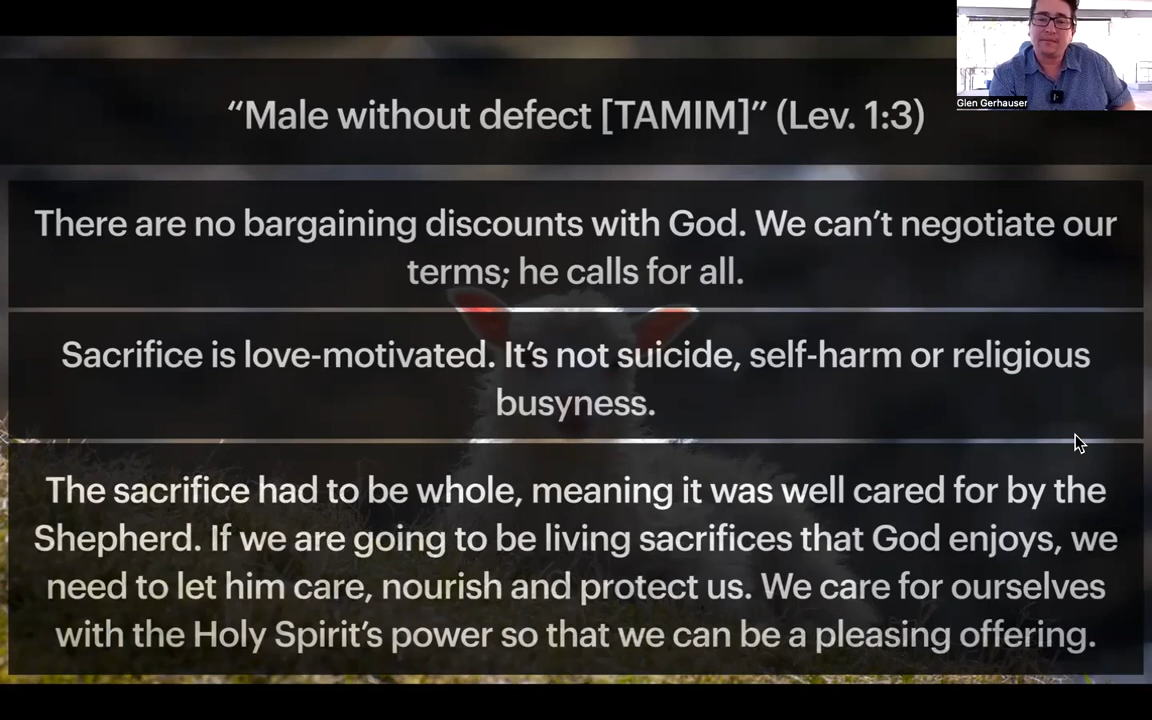 Glen Gerhauser
“Male without defect [TAMIM]” (Lev. 1:3)
There are no bargaining discounts with God. We can’t negotiate our
terms; he calls for all.
Sacrifice is love-motivated. It’s not suicide, self-harm or religious
busyness.
The sacrifice had to be whole, meaning it was well cared for by the
Shepherd. If we are going to be living sacrifices that God enjoys, we
need to let him care, nourish and protect us. We care for ourselves
with the Holy Spirit’s power so that we can be a pleasing offering.